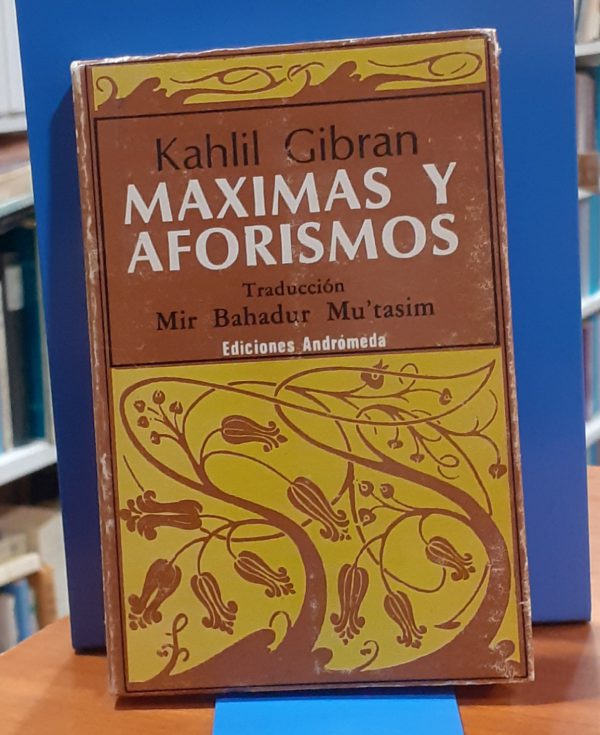 Kahlil Gibran
MAXIMAS Y
AFORISMOS
Traducción
Mir Bahadur Mu'tasim
Ediciones Andrómeda